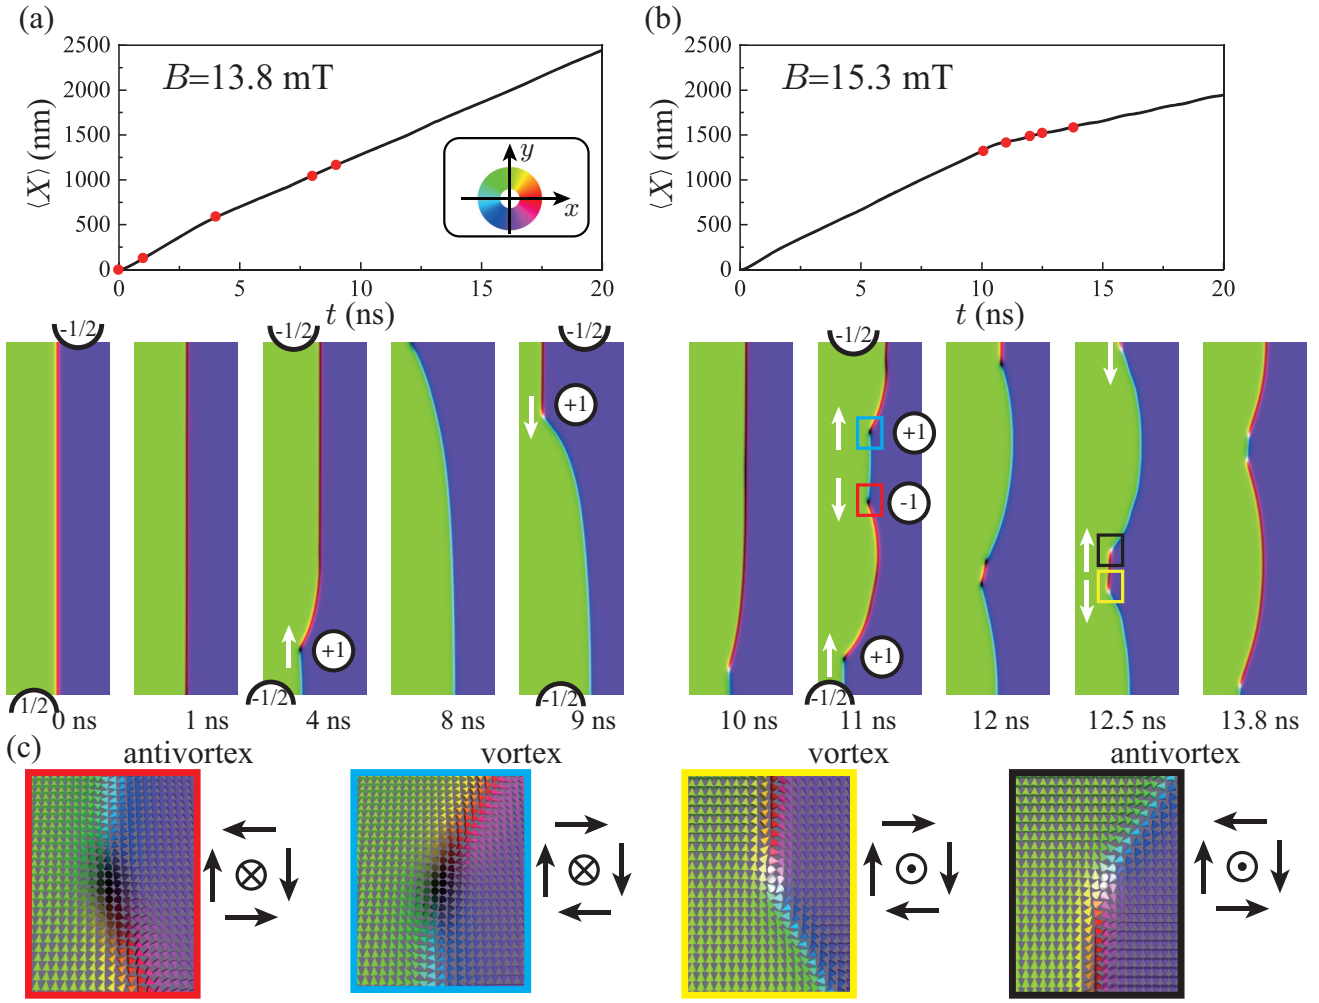 (a)
2500
2000
1500
1000
500
0
⟨X⟩ (nm)
B=13.8 mT
y
x
0
5
10
15
20
t (ns)
(b)
2500
2000
1500
1000
500
0
⟨X⟩ (nm)
B=15.3 mT
0
5
10
15
20
t (ns)
-1/2
-1/2
-1/2
+1
+1
1/2
-1/2
-1/2
0 ns
1 ns
4 ns
8 ns
9 ns
-1/2
+1
-1
+1
-1/2
10 ns
11 ns
12 ns
12.5 ns
13.8 ns
(c)
antivortex
vortex
vortex
antivortex